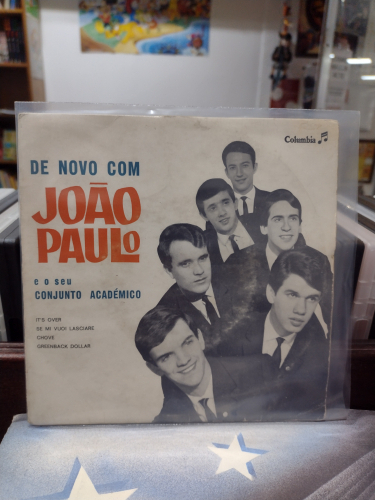 Columbia
DE NOVO COM
JOÃO
PAULO
e o seu
CONJUNTO ACADÉMICO
IT'S OVER
SE MI VUOI LASCIARE
CHOVE
GREENBACK DOLLAR